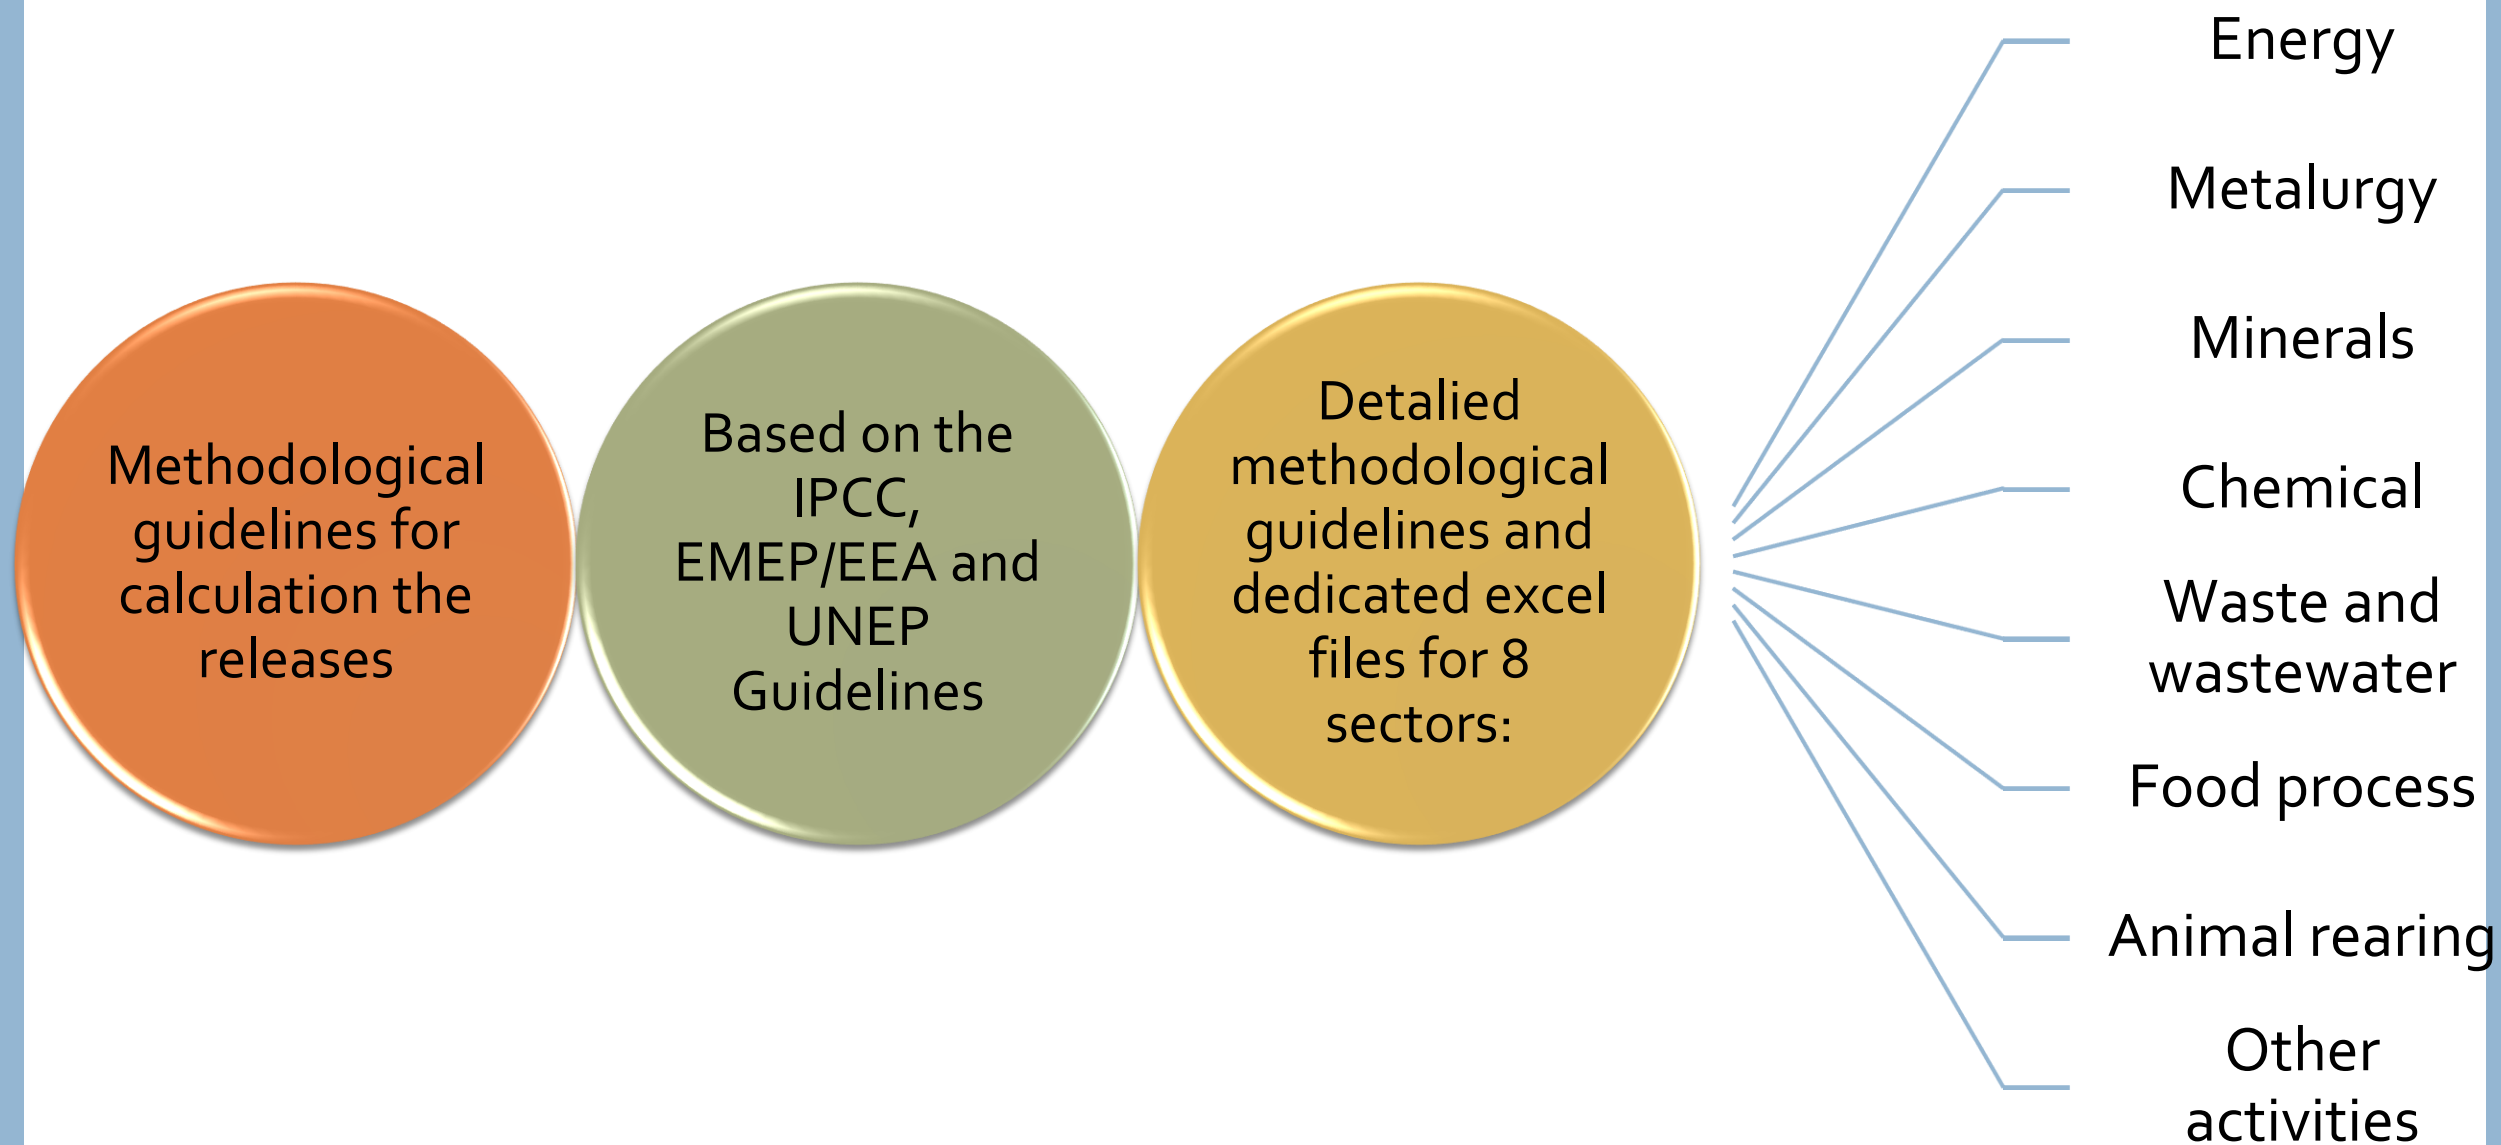 Methodological
guidelines for
calculation the
releases
Based on the
IPCC,
EMEP/EEA and
UNEP
Guidelines
Detalied
methodological
guidelines and
dedicated excel
files for 8
sectors:
Energy
Metalurgy
Minerals
Chemical
Waste and
wastewater
Food process
Animal rearing
Other
activities